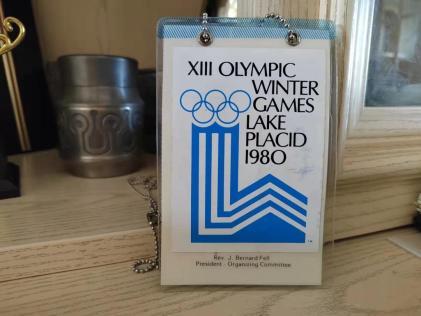 XIII OLYMPIC
WINTER
GAMES
LAKE
PLACID
1980
Rev. J. Bernard Fell
President - Organizing Committee